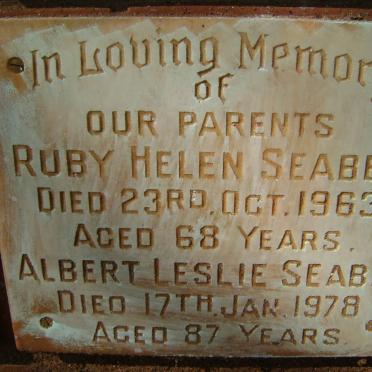 In Loving Memor
of
OUR PARENTS
RUBY HELEN SEABE
DIED 23RD. OCT. 1963
AGED 68 YEARS.
ALBERT LESLIE SEAB
DIED 17TH. JAN. 1978
AGED 87 YEARS.